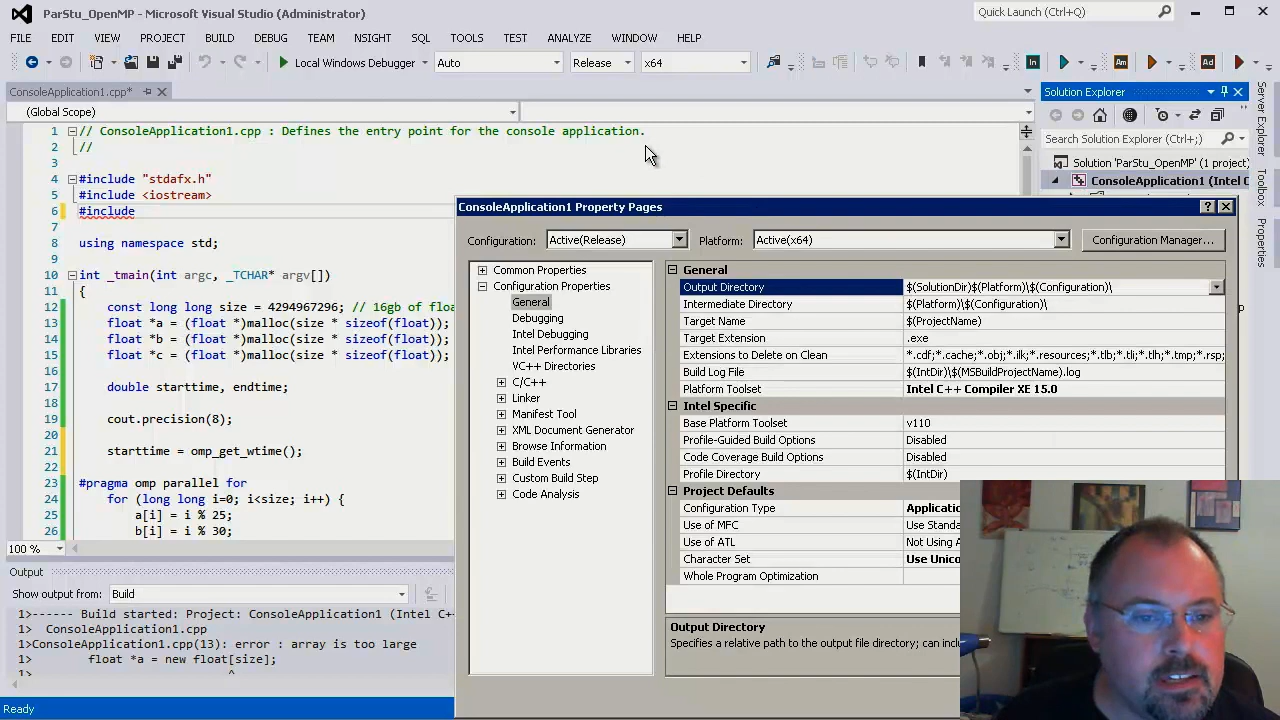 ParStu_OpenMP - Microsoft Visual Studio (Administrator)
Quick Launch (Ctrl+Q)
FILE EDIT VIEW PROJECT BUILD DEBUG TEAM NSIGHT SQL TOOLS TEST ANALYZE WINDOW HELP
Local Windows Debugger Auto Release x64
ConsoleApplication1.cpp*
(Global Scope)
1 // ConsoleApplication1.cpp : Defines the entry point for the console application.
2 //
3
4 #include "stdafx.h"
5 #include <iostream>
6 #include
7
8 using namespace std;
9
10 int _tmain(int argc, _TCHAR* argv[])
11 {
12 const long long size = 4294967296; // 16gb of floa
13 float *a = (float *)malloc(size * sizeof(float));
14 float *b = (float *)malloc(size * sizeof(float));
15 float *c = (float *)malloc(size * sizeof(float));
16
17 double starttime, endtime;
18
19 cout.precision(8);
20
21 starttime = omp_get_wtime();
22
23 #pragma omp parallel for
24 for (long long i=0; i<size; i++) {
25 a[i] = i % 25;
26 b[i] = i % 30;
100 %
Output
Show output from: Build
1>------ Build started: Project: ConsoleApplication1 (Intel C++
1> ConsoleApplication1.cpp
1>ConsoleApplication1.cpp(13): error : array is too large
1> float *a = new float[size];
1> ^
Ready
Solution Explorer
Search Solution Explorer (Ctrl+;)
Solution 'ParStu_OpenMP' (1 project)
ConsoleApplication1 (Intel C
Server Explorer
Toolbox
Properties
ConsoleApplication1 Property Pages
Configuration: Active(Release) Platform: Active(x64) Configuration Manager...
Common Properties
Configuration Properties
General
Debugging
Intel Debugging
Intel Performance Libraries
VC++ Directories
C/C++
Linker
Manifest Tool
XML Document Generator
Browse Information
Build Events
Custom Build Step
Code Analysis
General
Output Directory $(SolutionDir)$(Platform)\$(Configuration)\
Intermediate Directory $(Platform)\$(Configuration)\
Target Name $(ProjectName)
Target Extension .exe
Extensions to Delete on Clean *.cdf;*.cache;*.obj;*.ilk;*.resources;*.tlb;*.tli;*.tlh;*.tmp;*.rsp;
Build Log File $(IntDir)\$(MSBuildProjectName).log
Platform Toolset Intel C++ Compiler XE 15.0
Intel Specific
Base Platform Toolset v110
Profile-Guided Build Options Disabled
Code Coverage Build Options Disabled
Profile Directory $(IntDir)
Project Defaults
Configuration Type Application
Use of MFC Use Standa
Use of ATL Not Using A
Character Set Use Unico
Whole Program Optimization
Output Directory
Specifies a relative path to the output file directory; can incl